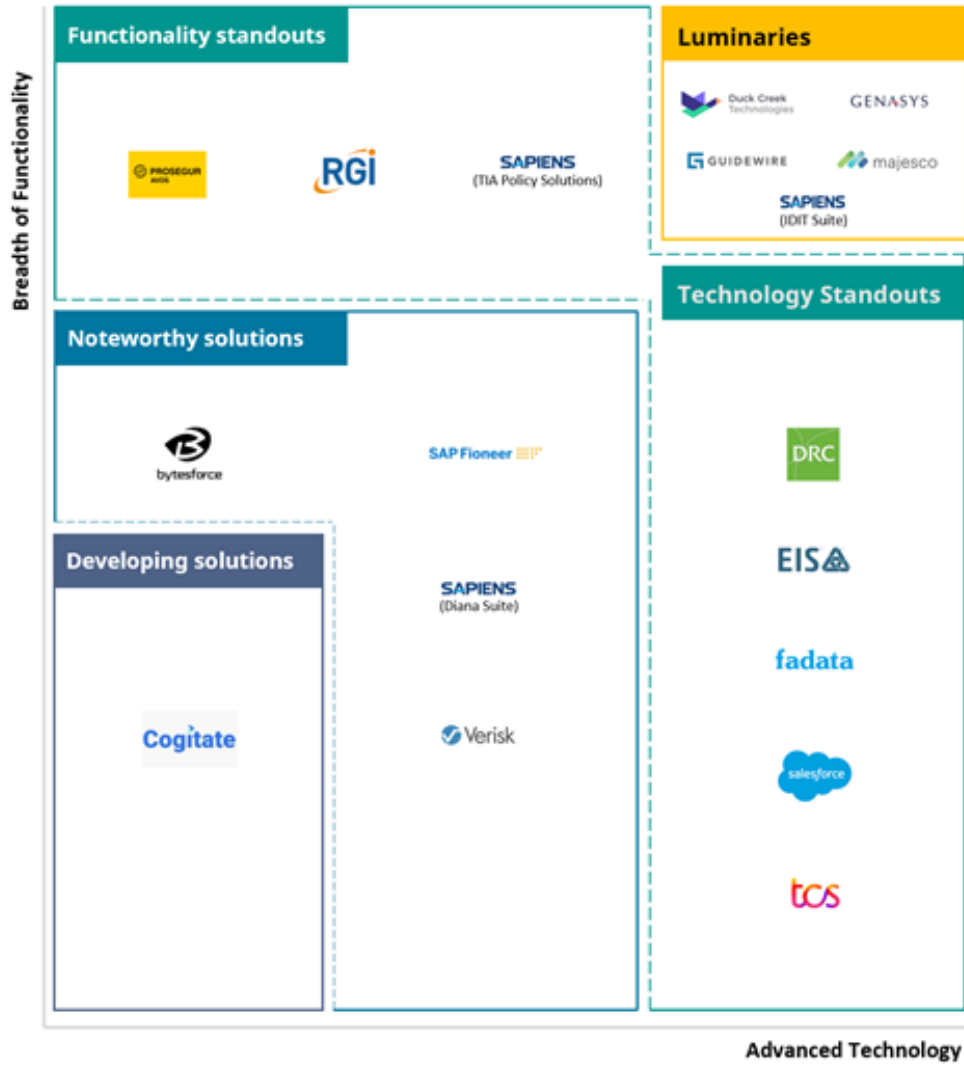 Breadth of Functionality
Functionality standouts
PROSEGUR
AVOS
RGI
SAPIENS
(TIA Policy Solutions)
Luminaries
Duck Creek
Technologies
GENASYS
GUIDEWIRE
majesco
SAPIENS
(IDIT Suite)
Technology Standouts
DRC
EIS
fadata
salesforce
tcs
Noteworthy solutions
bytesforce
SAP Fioneer
SAPIENS
(Diana Suite)
Verisk
Developing solutions
Cogitate
Advanced Technology